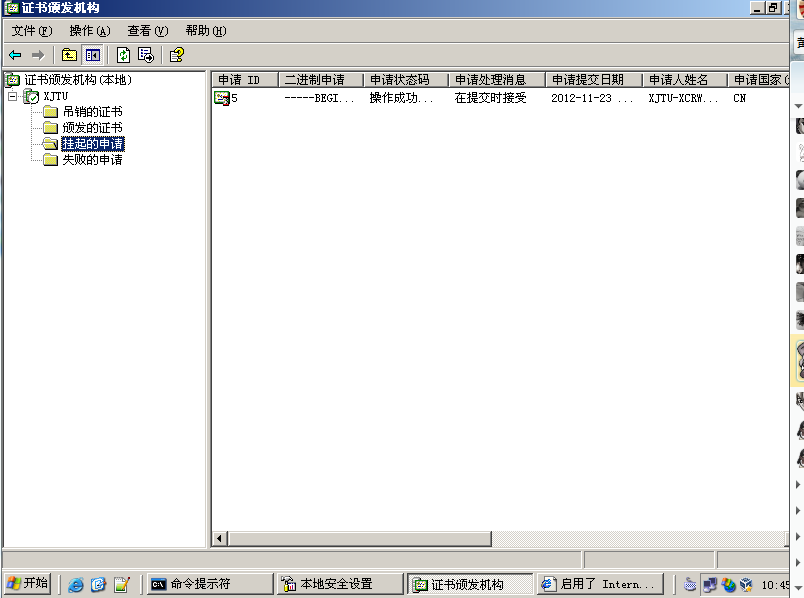 证书颁发机构
文件(F) 操作(A) 查看(V) 帮助(H)
证书颁发机构(本地)
XJTU
吊销的证书
颁发的证书
挂起的申请
失败的申请
申请 ID 二进制申请 申请状态码 申请处理消息 申请提交日期 申请人姓名 申请国家(
5 -----BEGI... 操作成功... 在提交时接受 2012-11-23 ... XJTU-XCRW... CN
开始 命令提示符 本地安全设置 证书颁发机构 启用了 Intern... 10:45